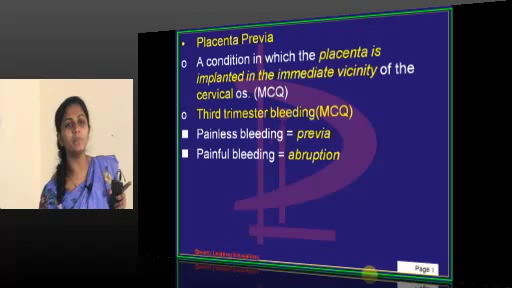 • Placenta Previa
o A condition in which the placenta is
implanted in the immediate vicinity of the
cervical os. (MCQ)
o Third trimester bleeding(MCQ)
■ Painless bleeding = previa
■ Painful bleeding = abruption
Page 1